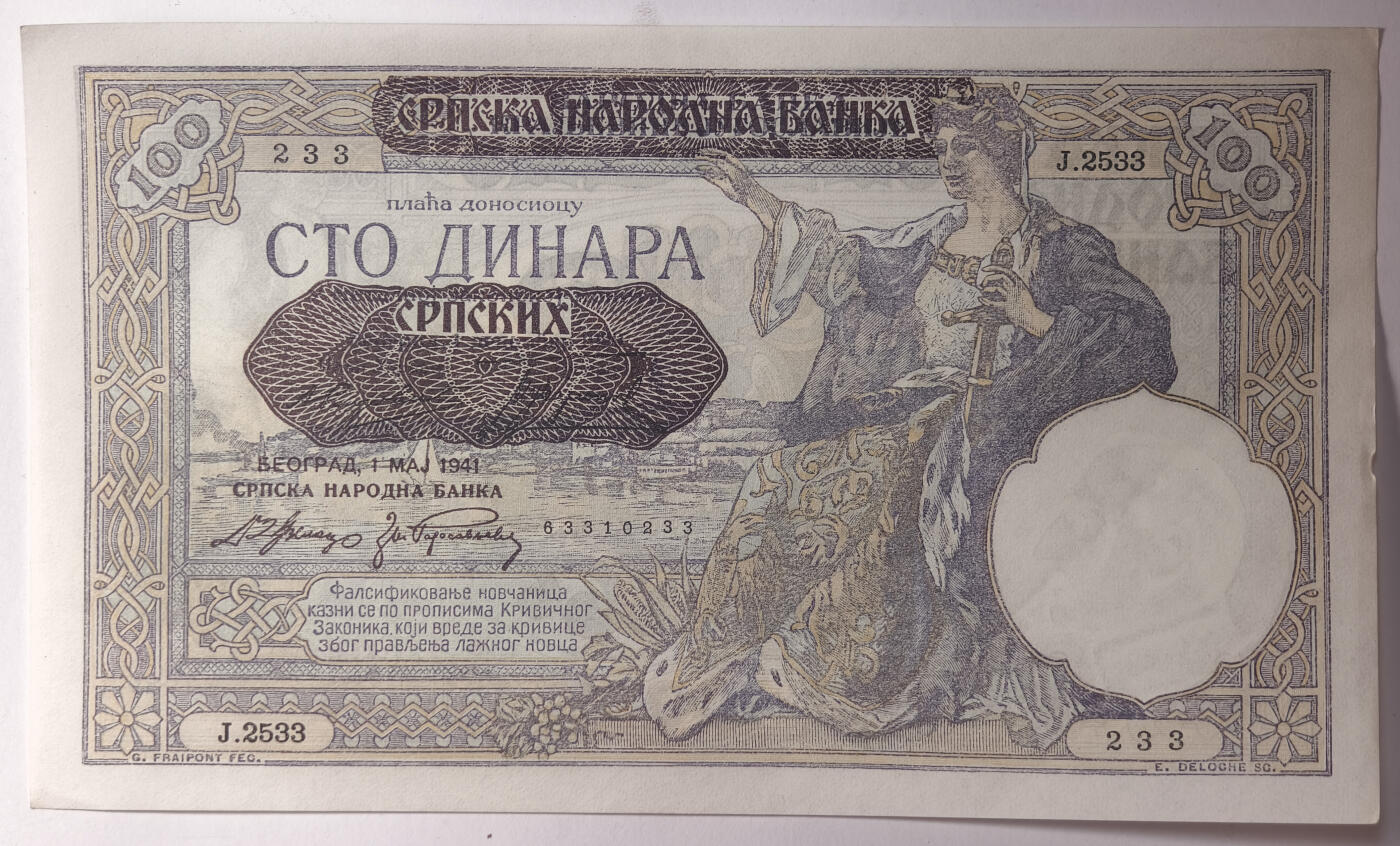 СРПСКА НАРОДНА БАНКА
100
100
233
J.2533
плаћа доносиоцу
СТО ДИНАРА
СРПСКИХ
БЕОГРАД, 1 МАЈ 1941
СРПСКА НАРОДНА БАНКА
63310233
Фалсификовање новчаница
казни се по прописима Кривичног
Законика, који вреде за кривице
због прављења лажног новца
J.2533
233
G. FRAIPONT FEC.
E. DELOCHE SC.